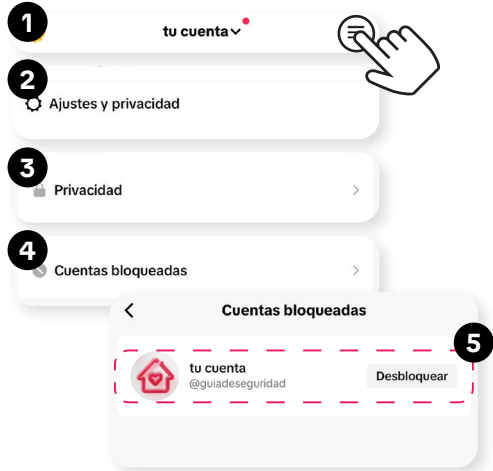 1
tu cuenta
2
Ajustes y privacidad
3
Privacidad
4
Cuentas bloqueadas
Cuentas bloqueadas
5
tu cuenta
@guiadeseguridad
Desbloquear